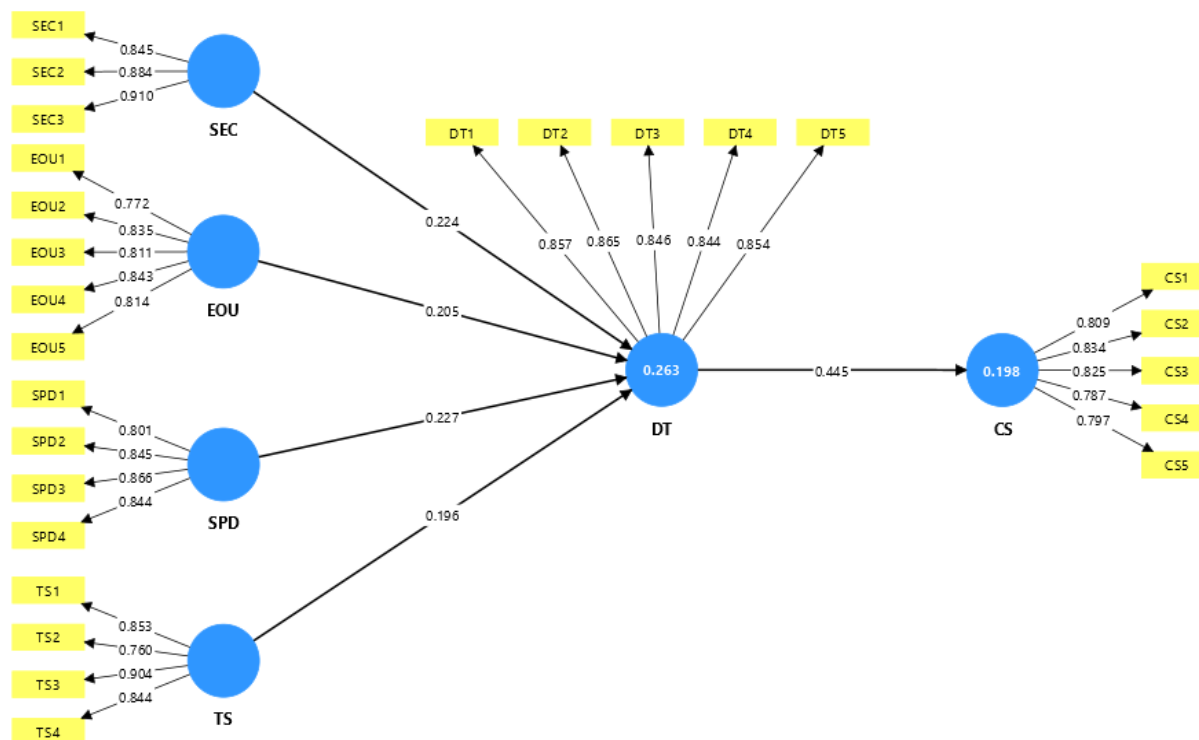 SEC1
0.845
SEC2
0.884
SEC3
0.910
SEC
EOU1
0.772
EOU2
0.835
EOU3
0.811
EOU4
0.843
EOU5
0.814
EOU
SPD1
0.801
SPD2
0.845
SPD3
0.866
SPD4
0.844
SPD
TS1
0.853
TS2
0.760
TS3
0.904
TS4
0.844
TS
0.224
0.205
0.227
0.196
DT1
DT2
DT3
DT4
DT5
0.857
0.865
0.846
0.844
0.854
0.263
DT
0.445
0.198
CS
CS1
0.809
CS2
0.834
CS3
0.825
CS4
0.787
CS5
0.797